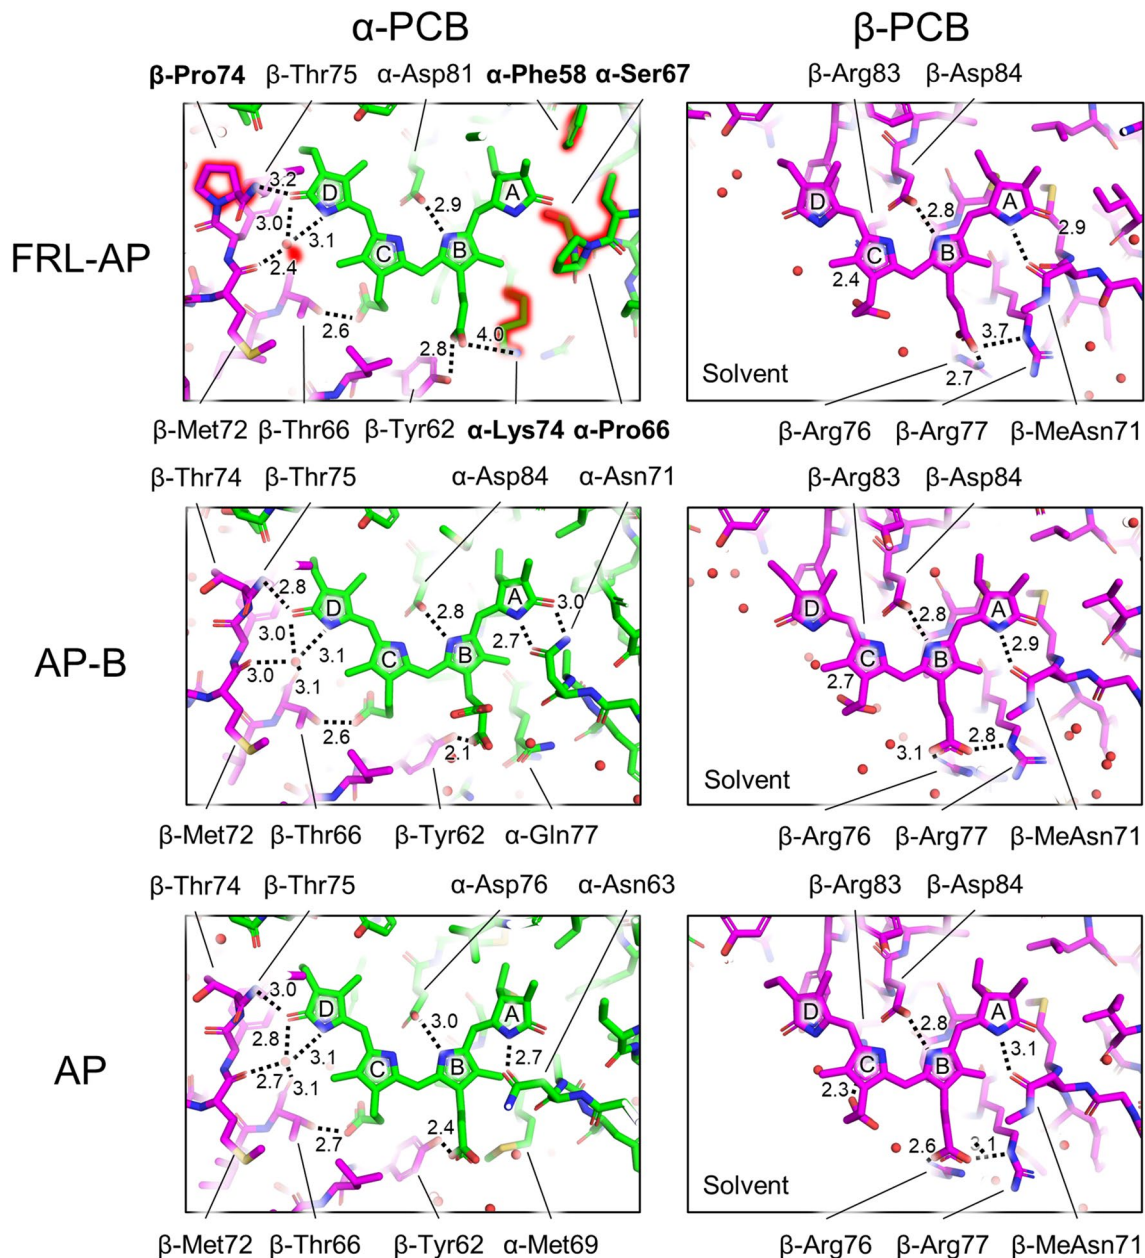 α-PCB
β-PCB
β-Pro74 β-Thr75 α-Asp81 α-Phe58 α-Ser67
β-Arg83 β-Asp84
FRL-AP
3.2
D
A
3.0
3.1
2.9
2.4
C
B
2.6
2.8
4.0
D
A
2.8
2.9
C
B
2.4
3.7
2.7
Solvent
β-Met72 β-Thr66 β-Tyr62 α-Lys74 α-Pro66
β-Arg76 β-Arg77 β-MeAsn71
β-Thr74 β-Thr75 α-Asp84 α-Asn71
β-Arg83 β-Asp84
AP-B
2.8
D
A
3.0
3.0
2.8
2.7
3.0
3.1
3.1
C
B
2.6
2.1
D
A
2.8
2.9
C
B
2.7
2.8
3.1
Solvent
β-Met72 β-Thr66 β-Tyr62 α-Gln77
β-Arg76 β-Arg77 β-MeAsn71
β-Thr74 β-Thr75 α-Asp76 α-Asn63
β-Arg83 β-Asp84
AP
3.0
D
A
2.8
3.1
3.0
2.7
2.7
3.1
C
B
2.7
2.4
D
A
2.8
3.1
C
B
2.3
2.6
3.1
Solvent
β-Met72 β-Thr66 β-Tyr62 α-Met69
β-Arg76 β-Arg77 β-MeAsn71